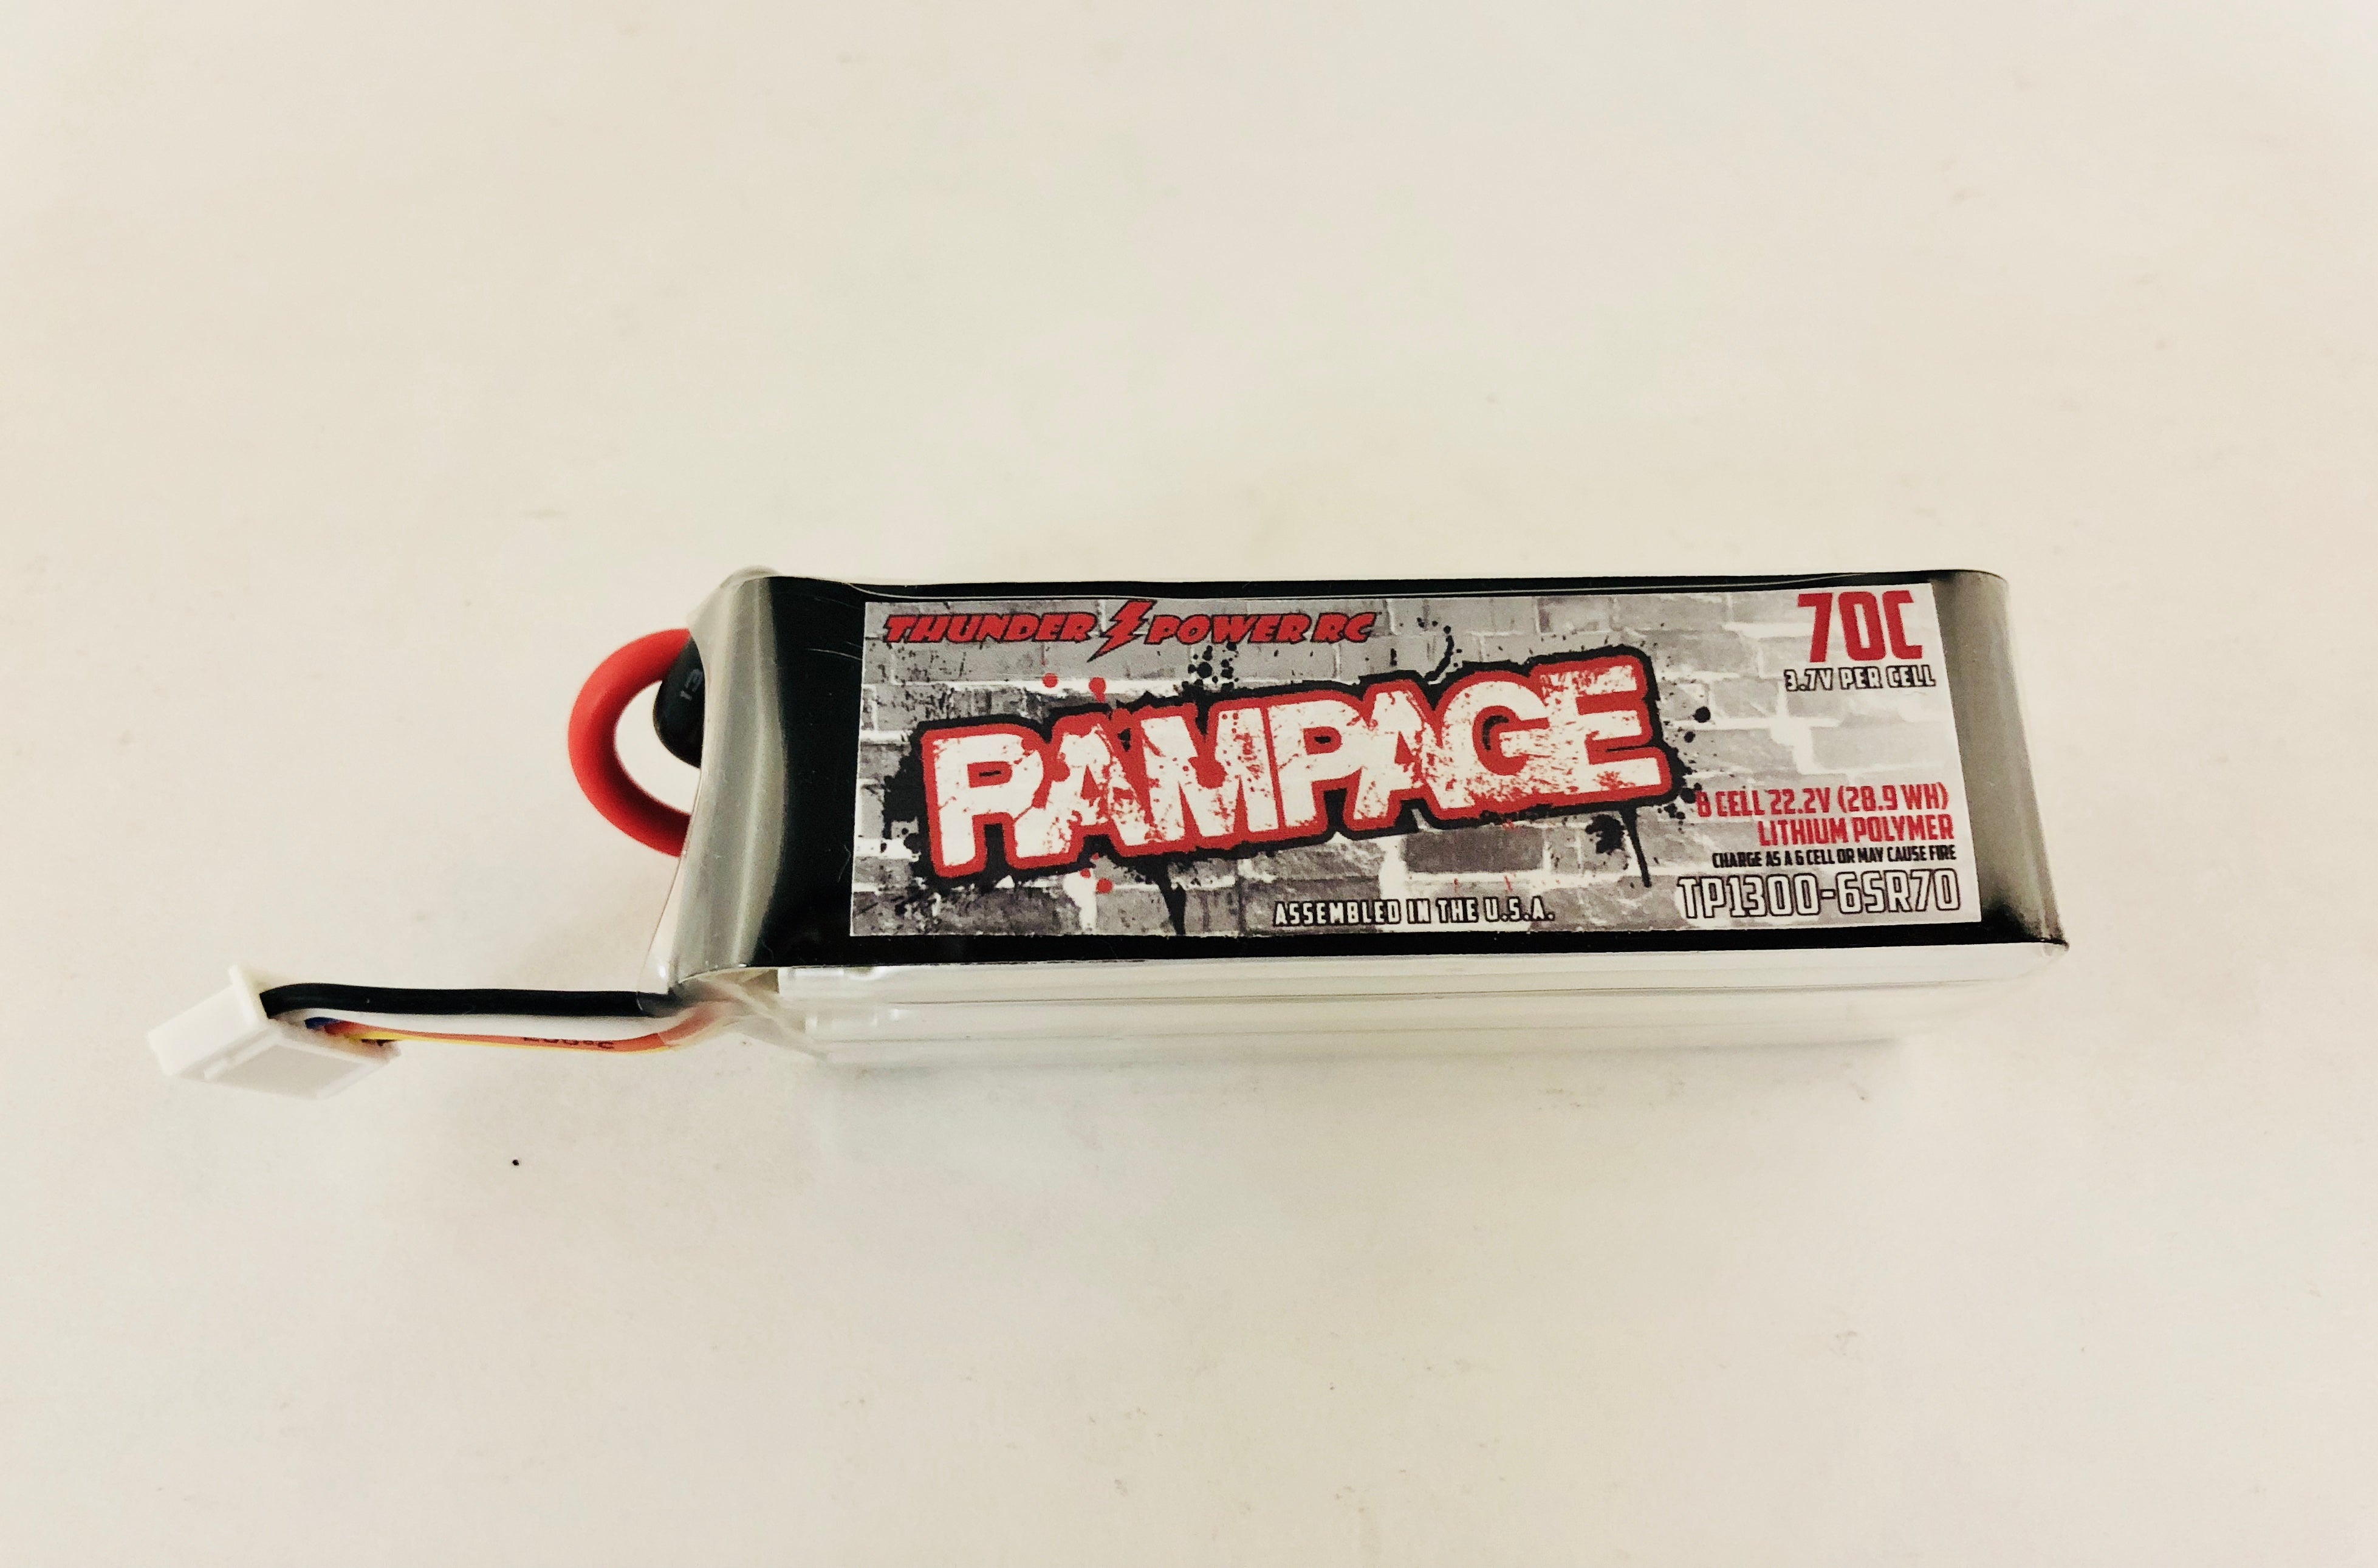 THUNDER POWER RC
70C
3.7V PER CELL
RAMPAGE
6 CELL 22.2V (28.9 WH)
LITHIUM POLYMER
CHARGE AS A 6 CELL OR MAY CAUSE FIRE
TP1300-6SR70
ASSEMBLED IN THE U.S.A.
13